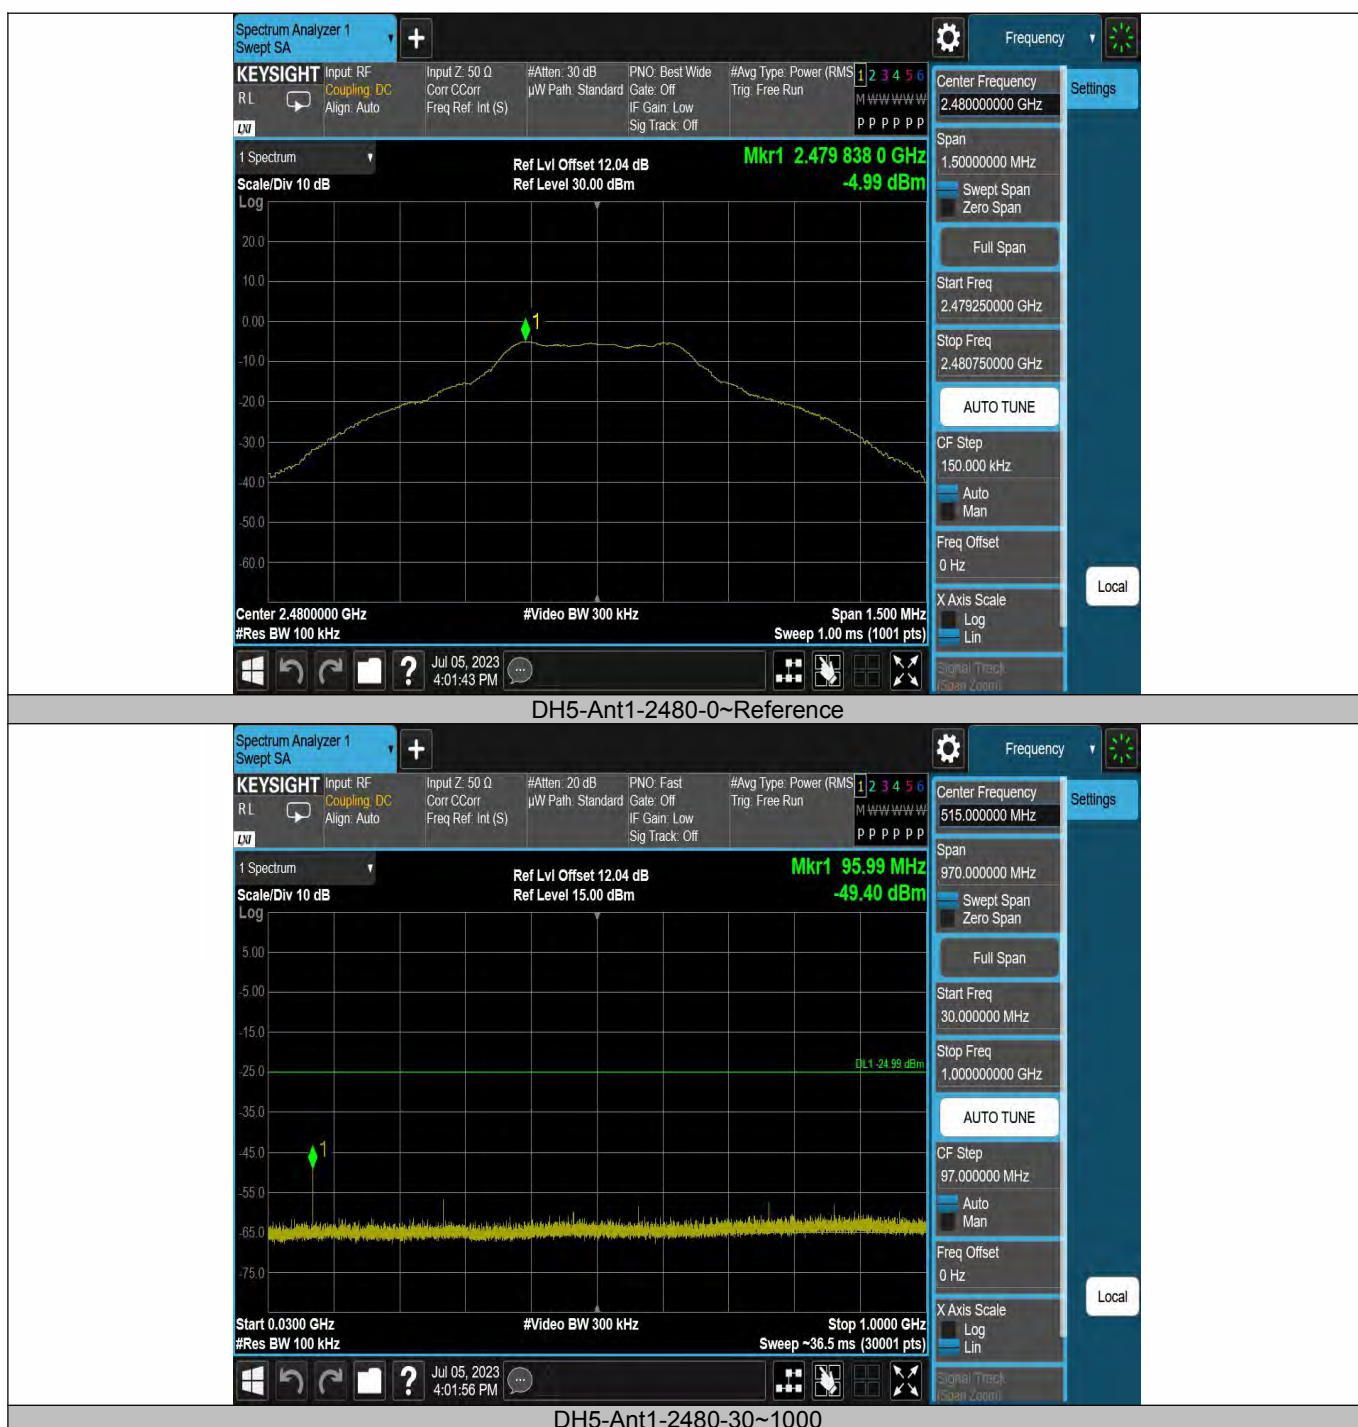 Spectrum Analyzer 1
Swept SA
Frequency
KEYSIGHT
RL
LXI
Input: RF
Coupling: DC
Align: Auto
Input Z: 50 Ω
Corr CCorr
Freq Ref: Int (S)
#Atten: 30 dB
µW Path: Standard
PNO: Best Wide
Gate: Off
IF Gain: Low
Sig Track: Off
#Avg Type: Power (RMS
Trig: Free Run
1 2 3 4 5 6
M W W W W W
P P P P P P
Center Frequency
2.480000000 GHz
Settings
Span
1.50000000 MHz
Swept Span
Zero Span
Full Span
Start Freq
2.479250000 GHz
Stop Freq
2.480750000 GHz
AUTO TUNE
CF Step
150.000 kHz
Auto
Man
Freq Offset
0 Hz
X Axis Scale
Log
Lin
Signal Track
(Span Zoom)
Local
1 Spectrum
Scale/Div 10 dB
Log
Ref Lvl Offset 12.04 dB
Ref Level 30.00 dBm
Mkr1 2.479 838 0 GHz
-4.99 dBm
20.0
10.0
0.00
-10.0
-20.0
-30.0
-40.0
-50.0
-60.0
1
Center 2.4800000 GHz
#Res BW 100 kHz
#Video BW 300 kHz
Span 1.500 MHz
Sweep 1.00 ms (1001 pts)
Jul 05, 2023
4:01:43 PM
DH5-Ant1-2480-0~Reference
Spectrum Analyzer 1
Swept SA
Frequency
KEYSIGHT
RL
LXI
Input: RF
Coupling: DC
Align: Auto
Input Z: 50 Ω
Corr CCorr
Freq Ref: Int (S)
#Atten: 20 dB
µW Path: Standard
PNO: Fast
Gate: Off
IF Gain: Low
Sig Track: Off
#Avg Type: Power (RMS
Trig: Free Run
1 2 3 4 5 6
M W W W W W
P P P P P P
Center Frequency
515.000000 MHz
Settings
Span
970.000000 MHz
Swept Span
Zero Span
Full Span
Start Freq
30.000000 MHz
Stop Freq
1.000000000 GHz
AUTO TUNE
CF Step
97.000000 MHz
Auto
Man
Freq Offset
0 Hz
X Axis Scale
Log
Lin
Signal Track
(Span Zoom)
Local
1 Spectrum
Scale/Div 10 dB
Log
Ref Lvl Offset 12.04 dB
Ref Level 15.00 dBm
Mkr1 95.99 MHz
-49.40 dBm
5.00
-5.00
-15.0
-25.0
-35.0
-45.0
-55.0
-65.0
-75.0
DL1 -24.99 dBm
1
Start 0.0300 GHz
#Res BW 100 kHz
#Video BW 300 kHz
Stop 1.0000 GHz
Sweep ~36.5 ms (30001 pts)
Jul 05, 2023
4:01:56 PM
DH5-Ant1-2480-30~1000